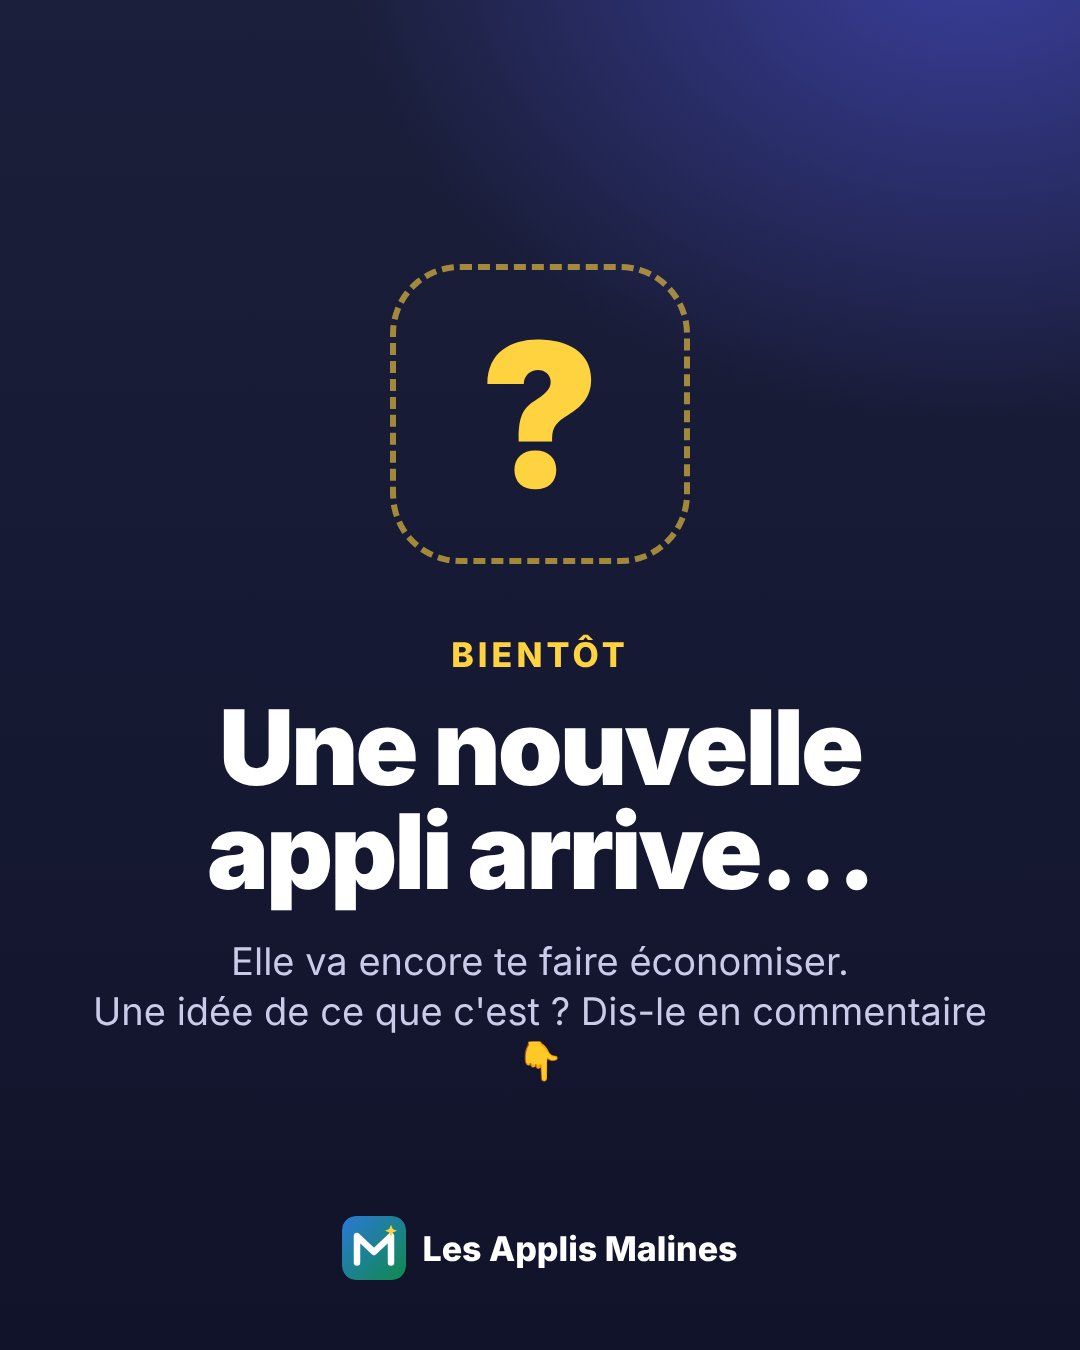 ?
BIENTÔT
Une nouvelle
appli arrive…
Elle va encore te faire économiser.
Une idée de ce que c'est ? Dis-le en commentaire
👇
M Les Applis Malines